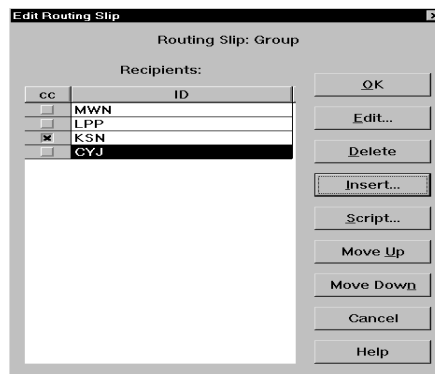 Edit Routing Slip
Routing Slip: Group
Recipients:
cc ID
MWN
LPP
KSN
CYJ
OK
Edit...
Delete
Insert...
Script...
Move Up
Move Down
Cancel
Help